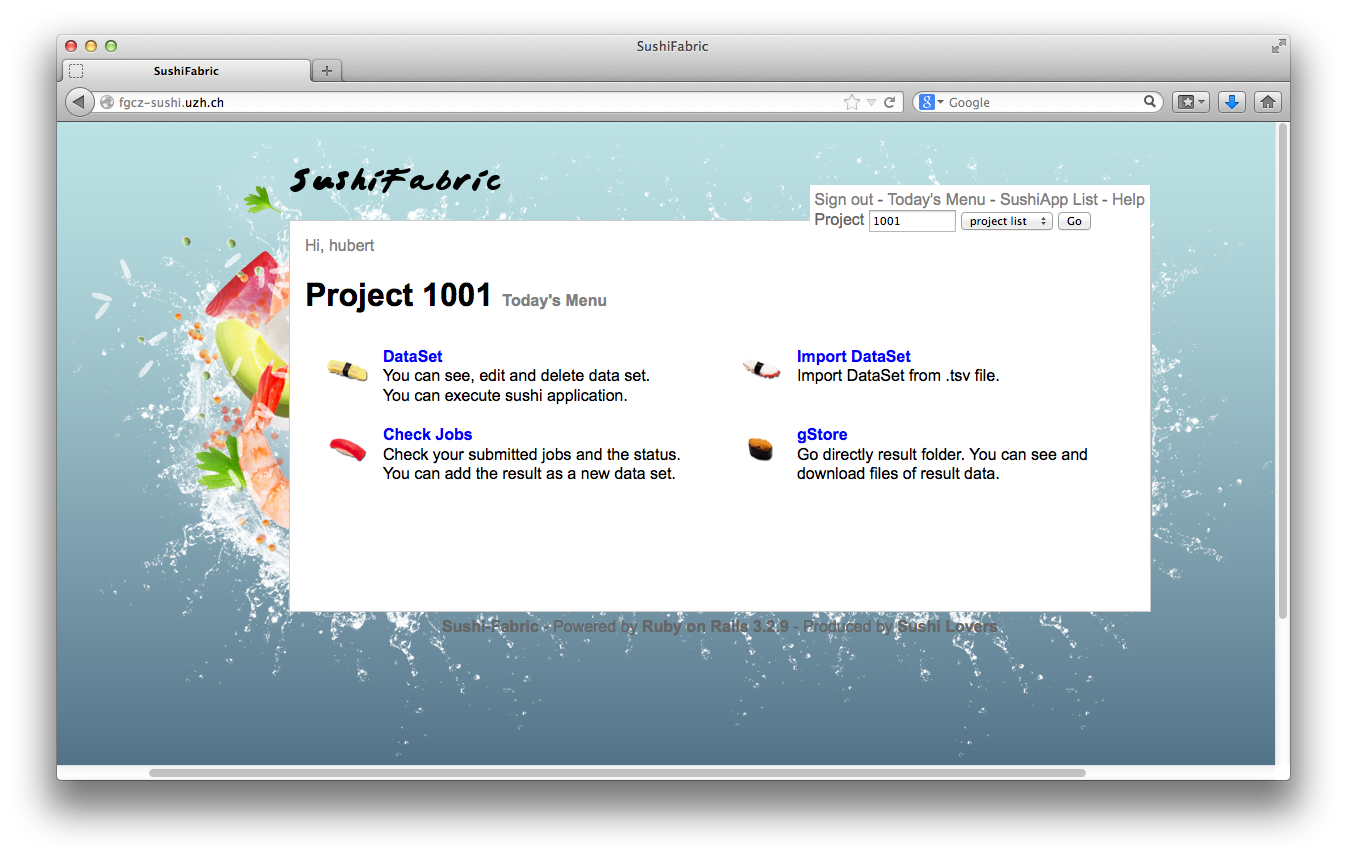 SushiFabric
SushiFabric
fgcz-sushi.uzh.ch
Google
SushiFabric
Sign out - Today's Menu - SushiApp List - Help
Project 1001 project list Go
Hi, hubert
Project 1001 Today's Menu
DataSet
You can see, edit and delete data set.
You can execute sushi application.
Import DataSet
Import DataSet from .tsv file.
Check Jobs
Check your submitted jobs and the status.
You can add the result as a new data set.
gStore
Go directly result folder. You can see and
download files of result data.
Sushi-Fabric - Powered by Ruby on Rails 3.2.9 - Produced by Sushi Lovers